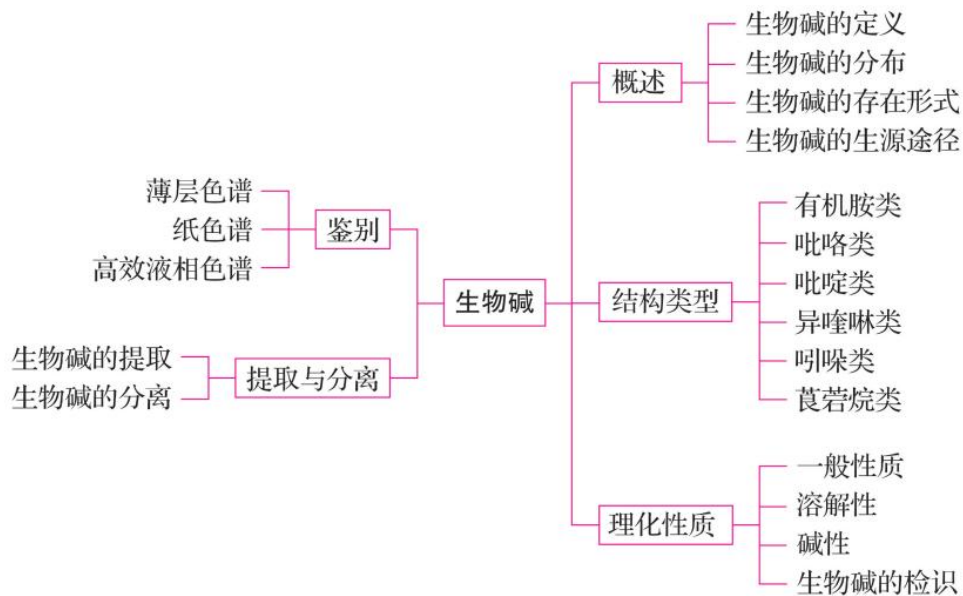 生物碱
概述
生物碱的定义
生物碱的分布
生物碱的存在形式
生物碱的生源途径
结构类型
有机胺类
吡咯类
吡啶类
异喹啉类
吲哚类
莨菪烷类
理化性质
一般性质
溶解性
碱性
生物碱的检识
鉴别
薄层色谱
纸色谱
高效液相色谱
提取与分离
生物碱的提取
生物碱的分离